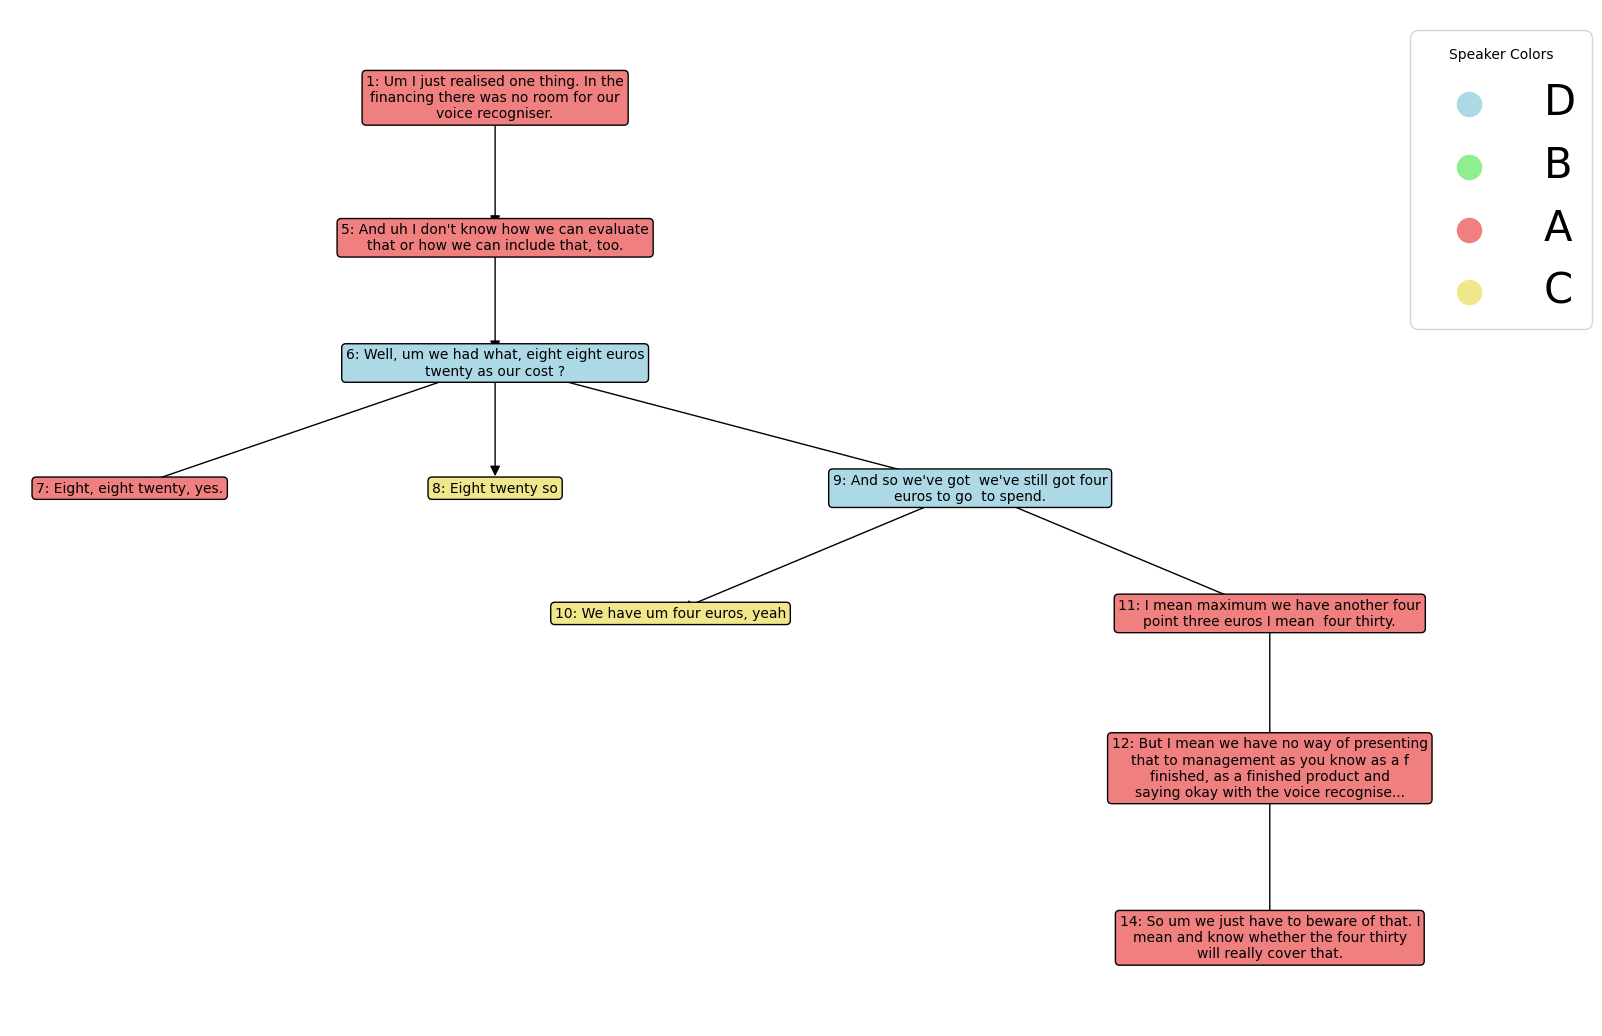 Speaker Colors
D
B
A
C
1: Um I just realised one thing. In the
financing there was no room for our
voice recogniser.
5: And uh I don't know how we can evaluate
that or how we can include that, too.
6: Well, um we had what, eight eight euros
twenty as our cost ?
7: Eight, eight twenty, yes.
8: Eight twenty so
9: And so we've got  we've still got four
euros to go  to spend.
10: We have um four euros, yeah
11: I mean maximum we have another four
point three euros I mean  four thirty.
12: But I mean we have no way of presenting
that to management as you know as a f
finished, as a finished product and
saying okay with the voice recognise...
14: So um we just have to beware of that. I
mean and know whether the four thirty
will really cover that.